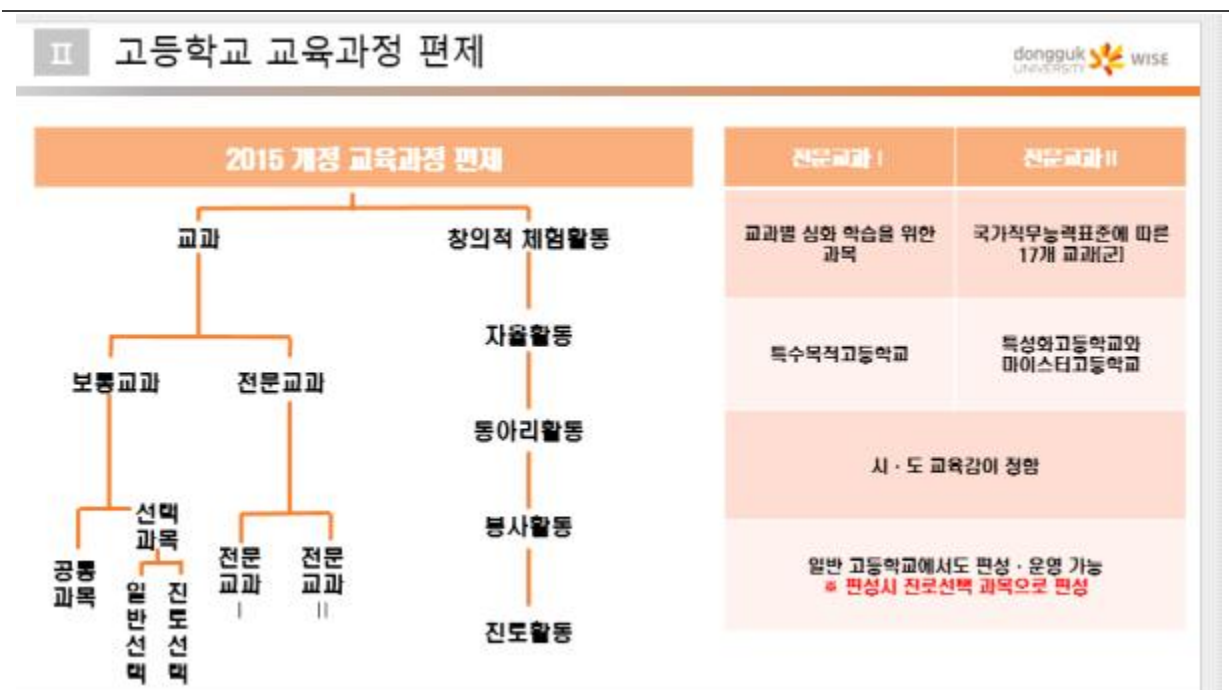 II 고등학교 교육과정 편제
dongguk UNIVERSITY WISE
2015 개정 교육과정 편제
교과
창의적 체험활동
보통교과
전문교과
공통
과목
선택
과목
일반선택
진로선택
전문
교과
I
전문
교과
II
자율활동
동아리활동
봉사활동
진로활동
전문교과 I
전문교과 II
교과별 심화 학습을 위한
과목
국가직무능력표준에 따른
17개 교과(군)
특수목적고등학교
특성화고등학교와
마이스터고등학교
시·도 교육감이 정함
일반 고등학교에서도 편성·운영 가능
※ 편성시 진로선택 과목으로 편성